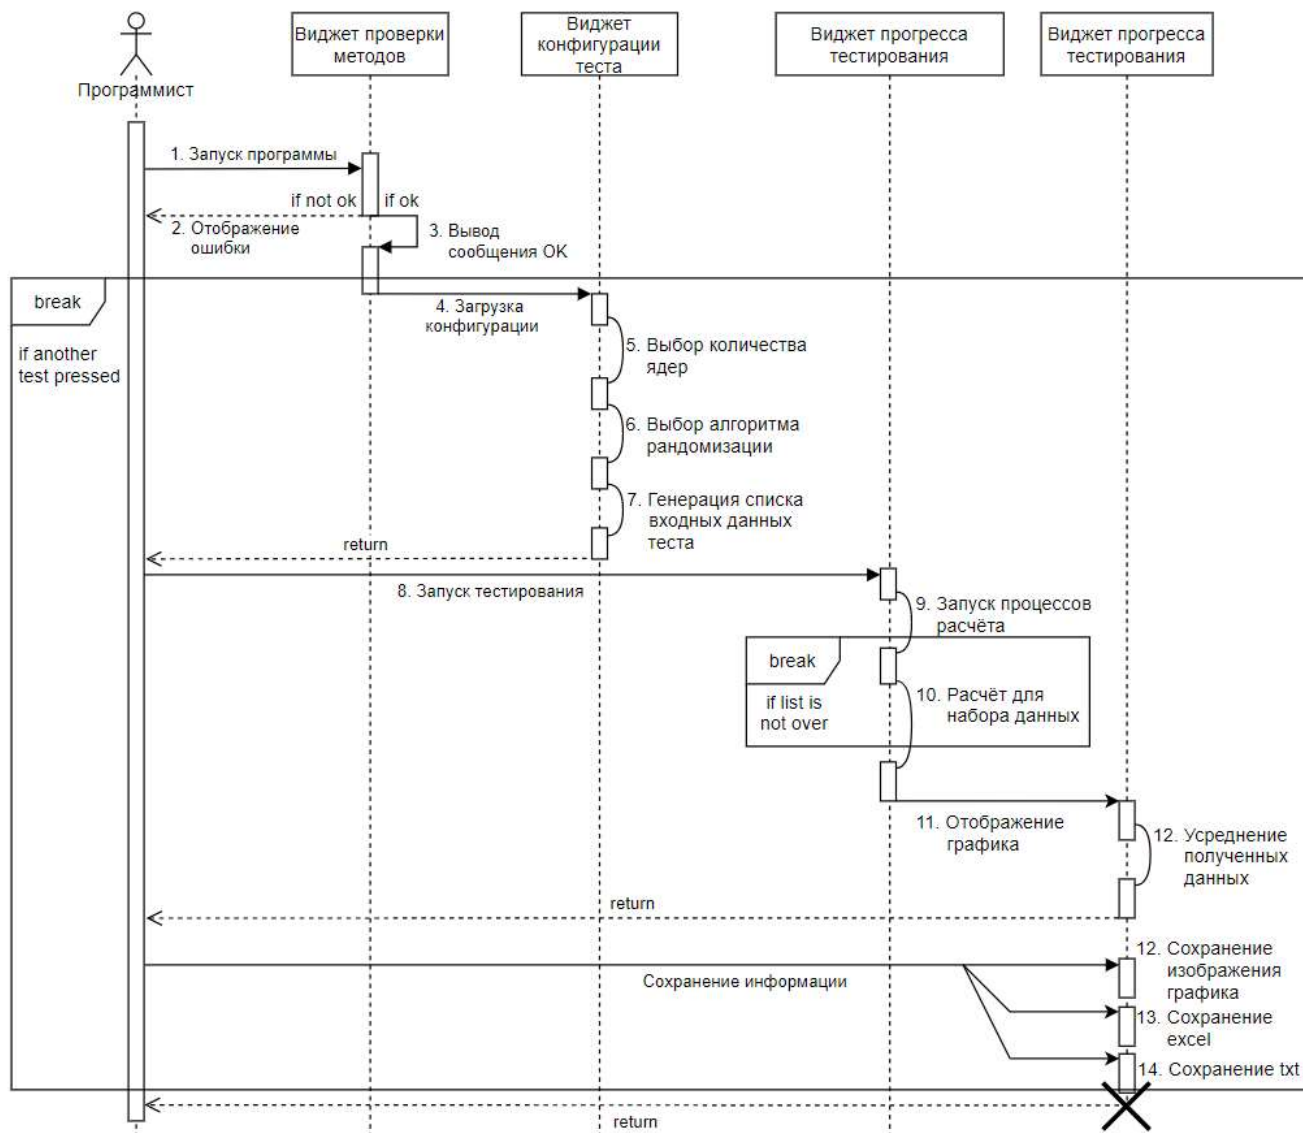 Программист
Виджет проверки
методов
Виджет
конфигурации
теста
Виджет прогресса
тестирования
Виджет прогресса
тестирования
1. Запуск программы
if not ok
if ok
2. Отображение
ошибки
3. Вывод
сообщения OK
break
if another
test pressed
4. Загрузка
конфигурации
5. Выбор количества
ядер
6. Выбор алгоритма
рандомизации
7. Генерация списка
входных данных
теста
return
8. Запуск тестирования
9. Запуск процессов
расчёта
break
if list is
not over
10. Расчёт для
набора данных
11. Отображение
графика
12. Усреднение
полученных
данных
return
Сохранение информации
12. Сохранение
изображения
графика
13. Сохранение
excel
14. Сохранение txt
return